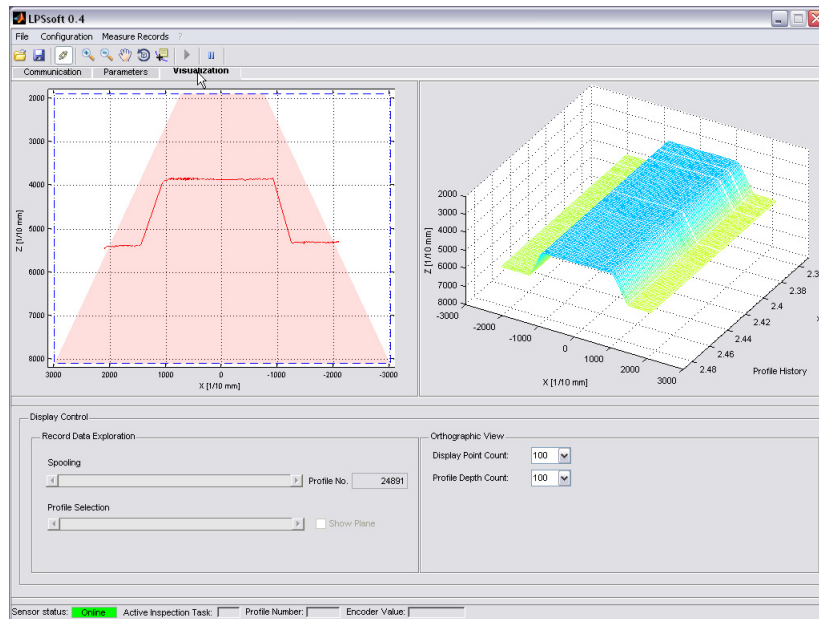 LPSsoft 0.4
File Configuration Measure Records ?
Communication Parameters Visualization
2000
3000
4000
5000
6000
7000
8000
Z [1/10 mm]
3000 2000 1000 0 -1000 -2000 -3000
X [1/10 mm]
2000
3000
4000
5000
6000
7000
8000
Z [1/10 mm]
-3000
-2000
-1000
0
1000
2000
3000
X [1/10 mm]
2.38
2.4
2.42
2.44
2.46
2.48
Profile History
Display Control
Record Data Exploration
Spooling
Profile No. 24891
Profile Selection
Show Plane
Orthographic View
Display Point Count: 100
Profile Depth Count: 100
Sensor status: Online Active Inspection Task: Profile Number: Encoder Value: